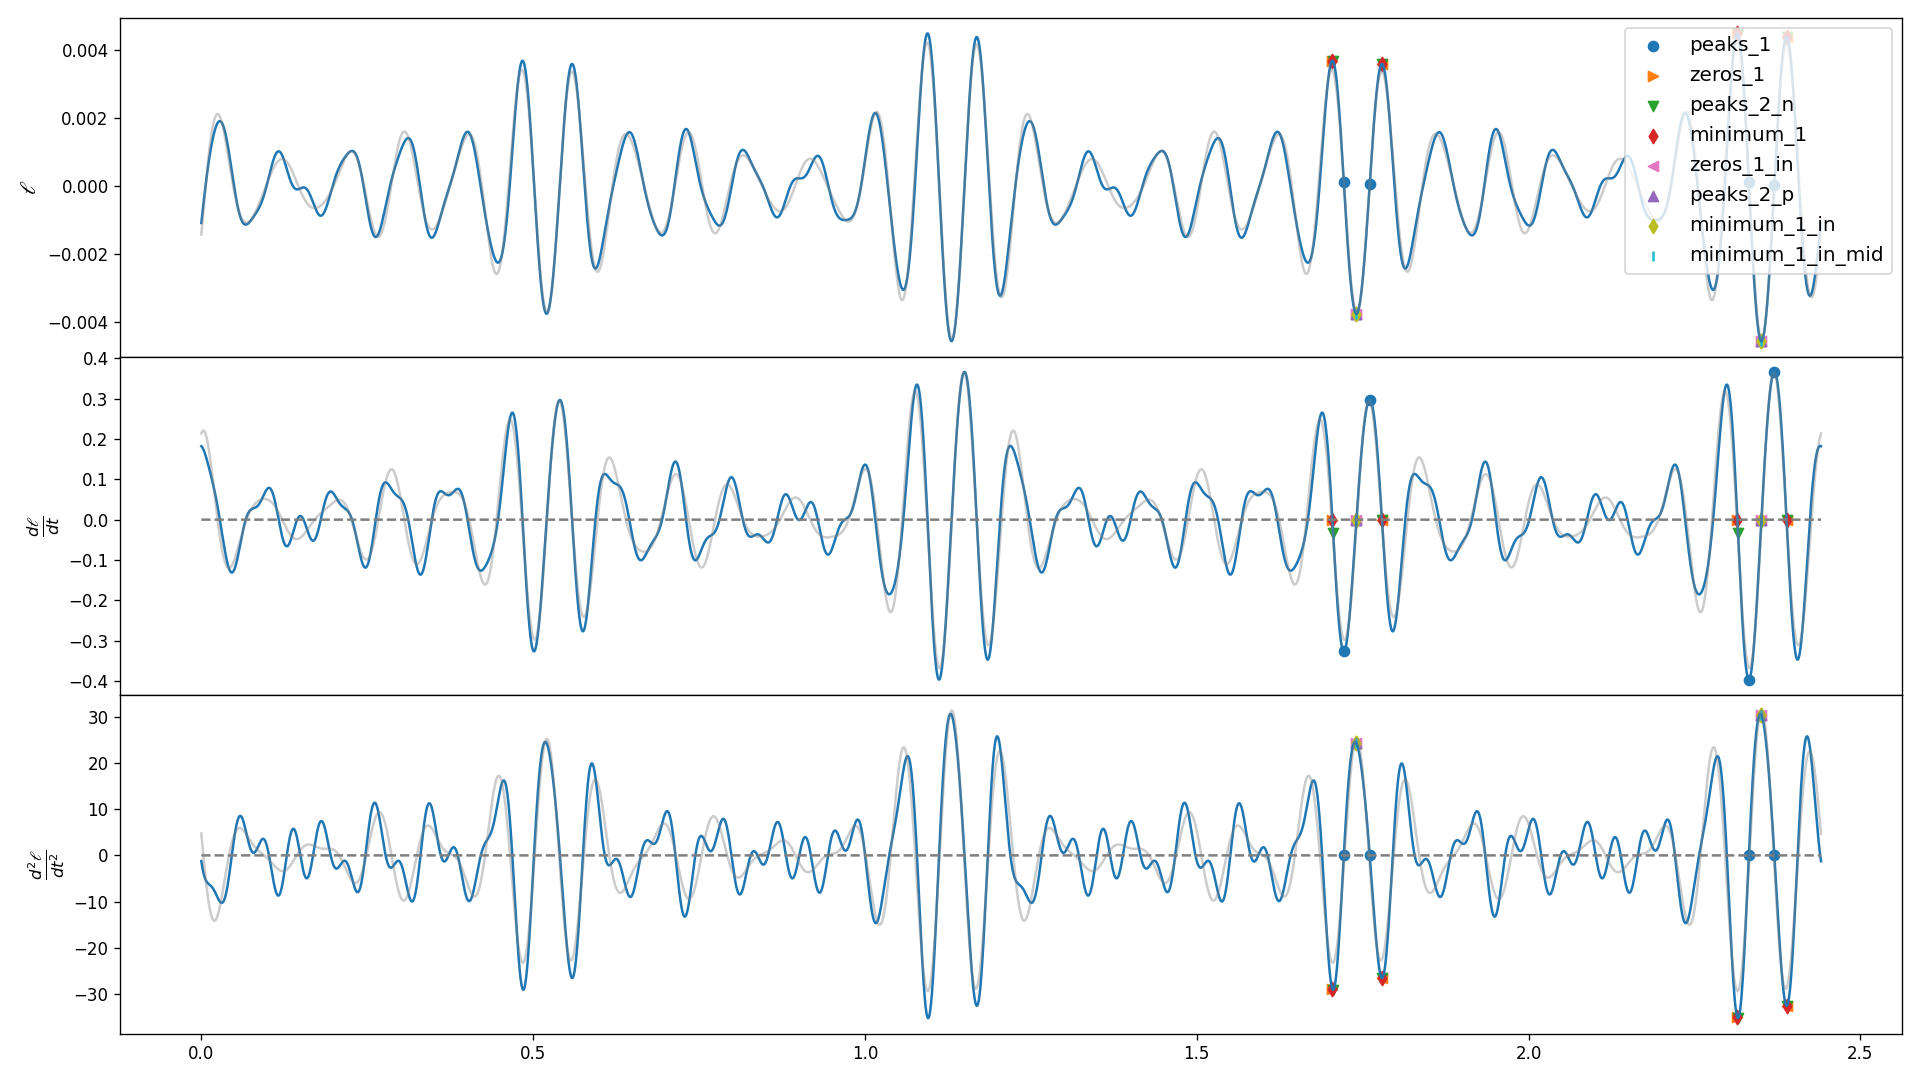 0.004
0.002
0.000
−0.002
−0.004
ℓ
peaks_1
zeros_1
peaks_2_n
minimum_1
zeros_1_in
peaks_2_p
minimum_1_in
minimum_1_in_mid
0.4
0.3
0.2
0.1
0.0
−0.1
−0.2
−0.3
−0.4
dℓ/dt
30
20
10
0
−10
−20
−30
d²ℓ/dt²
0.0 0.5 1.0 1.5 2.0 2.5